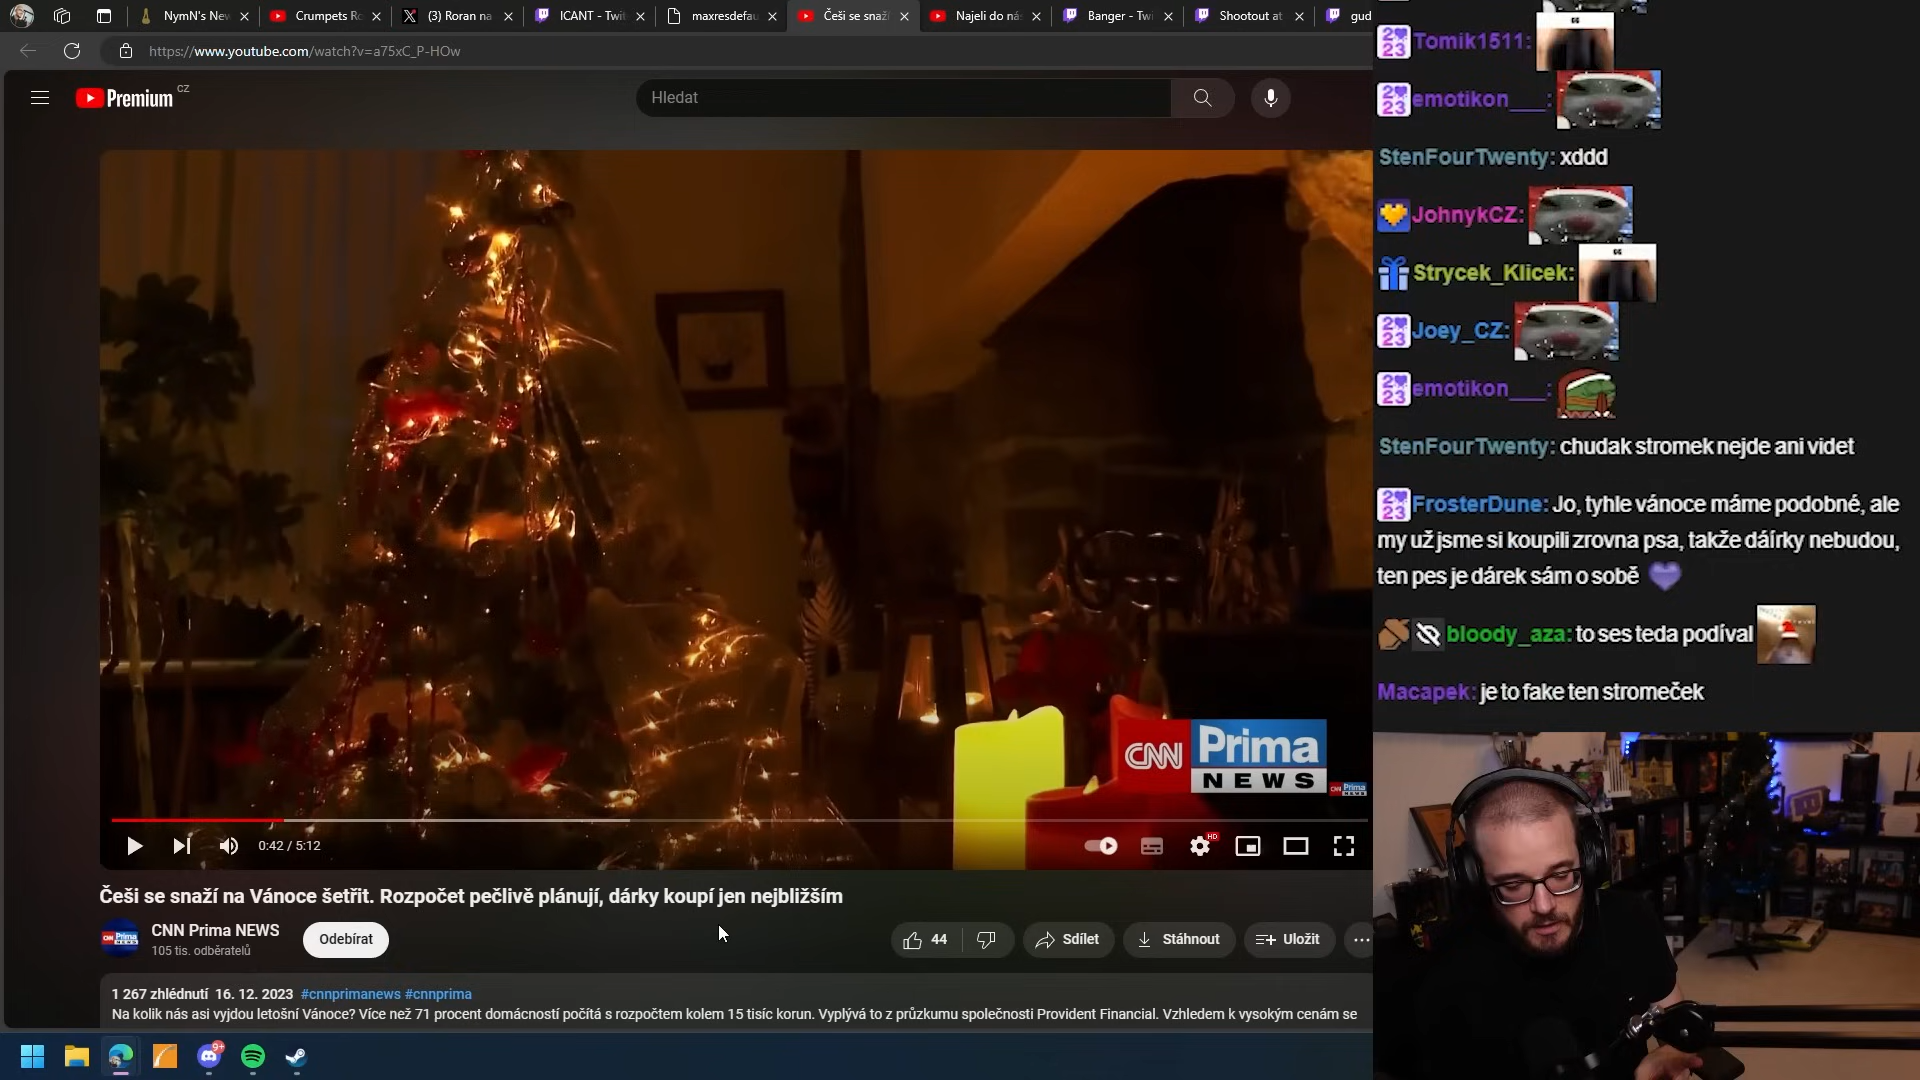 NymN's New
Crumpets Ro
(3) Roran na
ICANT - Twit
maxresdefau
Češi se snaží
Najeli do nás
Banger - Twi
Shootout at
gud
https://www.youtube.com/watch?v=a75xC_P-HOw
Premium CZ
Hledat
CNN Prima
NEWS
0:42 / 5:12
HD
Češi se snaží na Vánoce šetřit. Rozpočet pečlivě plánují, dárky koupí jen nejbližším
CNN Prima NEWS
105 tis. odběratelů
Odebírat
44
Sdílet
Stáhnout
Uložit
1 267 zhlédnutí 16. 12. 2023 #cnnprimanews #cnnprima
Na kolik nás asi vyjdou letošní Vánoce? Více než 71 procent domácností počítá s rozpočtem kolem 15 tisíc korun. Vyplývá to z průzkumu společnosti Provident Financial. Vzhledem k vysokým cenám se
9+
Tomik1511:
emotikon___:
StenFourTwenty: xddd
JohnykCZ:
Strycek_Klicek:
Joey_CZ:
emotikon___:
StenFourTwenty: chudak stromek nejde ani videt
FrosterDune: Jo, tyhle vánoce máme podobné, ale
my už jsme si koupili zrovna psa, takže dáírky nebudou,
ten pes je dárek sám o sobě
bloody_aza: to ses teda podíval
Macapek: je to fake ten stromeček